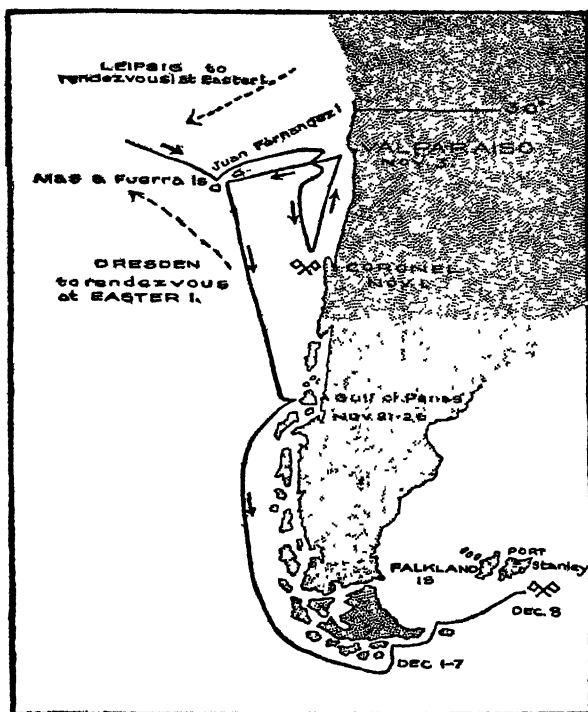 LEIPSIG to
rendezvous at Easter I.
30°
Juan Fernandez I
VALPARAISO
NOV. 3.
Mas a Fuerra Is
DRESDEN
to rendezvous
at EASTER I.
CORONEL
NOV. 1.
Gulf of Penas
NOV. 21-26
FALKLAND
IS
PORT
Stanley
DEC. 8
DEC 1-7